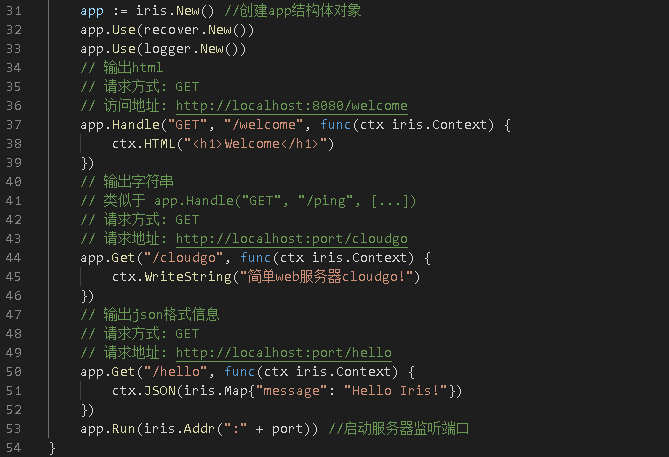 31 app := iris.New() //创建app结构体对象
32 app.Use(recover.New())
33 app.Use(logger.New())
34 // 输出html
35 // 请求方式: GET
36 // 访问地址: http://localhost:8080/welcome
37 app.Handle("GET", "/welcome", func(ctx iris.Context) {
38 ctx.HTML("<h1>Welcome</h1>")
39 })
40 // 输出字符串
41 // 类似于 app.Handle("GET", "/ping", [...])
42 // 请求方式: GET
43 // 请求地址: http://localhost:port/cloudgo
44 app.Get("/cloudgo", func(ctx iris.Context) {
45 ctx.WriteString("简单web服务器cloudgo!")
46 })
47 // 输出json格式信息
48 // 请求方式: GET
49 // 请求地址: http://localhost:port/hello
50 app.Get("/hello", func(ctx iris.Context) {
51 ctx.JSON(iris.Map{"message": "Hello Iris!"})
52 })
53 app.Run(iris.Addr(":" + port)) //启动服务器监听端口
54 }